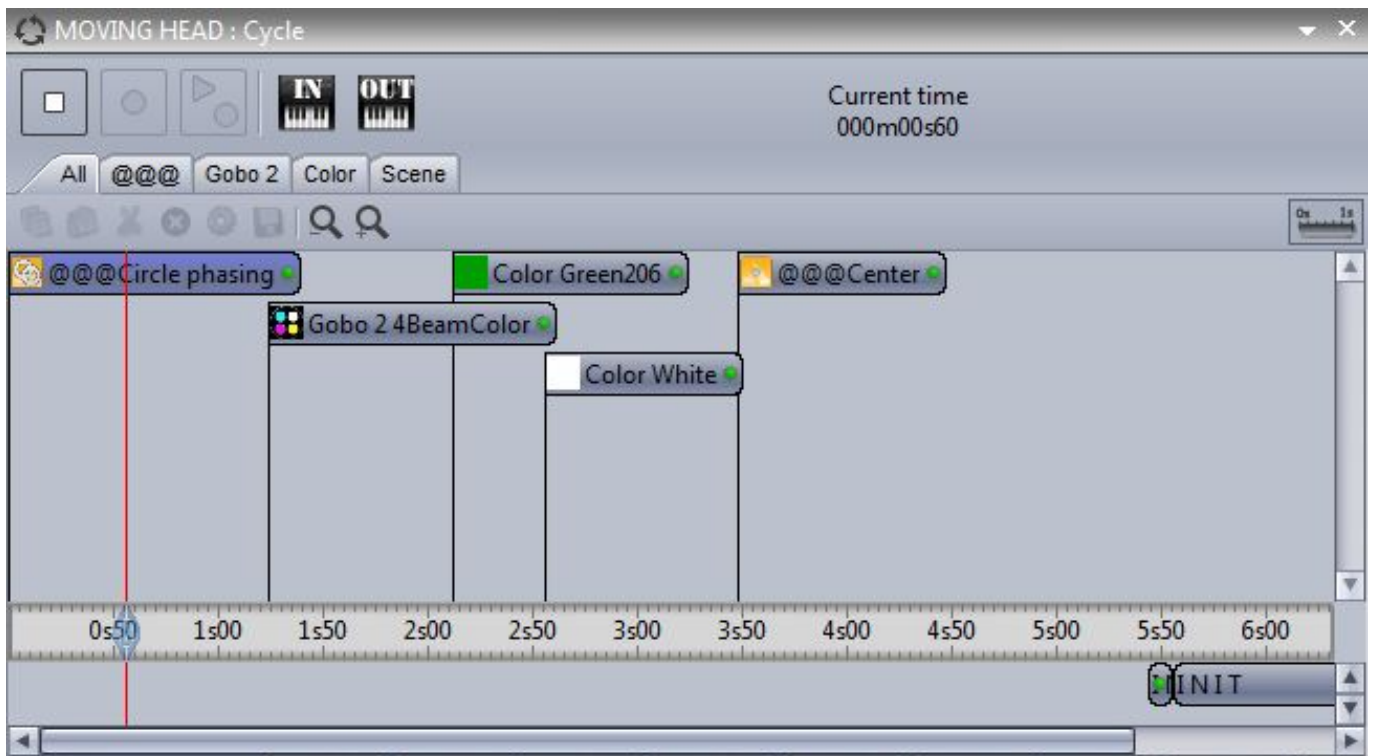 MOVING HEAD : Cycle
IN OUT
Current time
000m00s60
All @@@ Gobo 2 Color Scene
0s 1s
@@@Circle phasing Color Green206 @@@Center
Gobo 2 4BeamColor
Color White
0s50 1s00 1s50 2s00 2s50 3s00 3s50 4s00 4s50 5s00 5s50 6s00
INIT